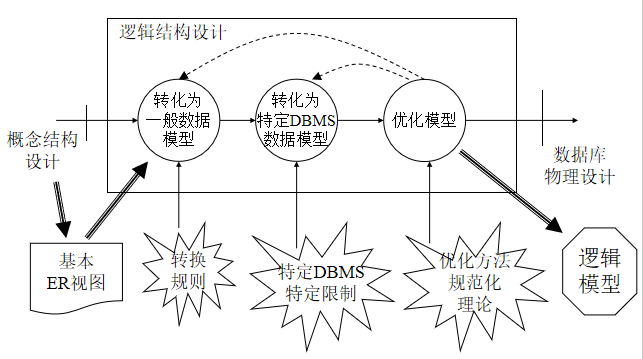 逻辑结构设计
转化为
一般数据
模型
转化为
特定DBMS
数据模型
优化模型
概念结构
设计
数据库
物理设计
基本
ER视图
转换
规则
特定DBMS
特定限制
优化方法
规范化
理论
逻辑
模型